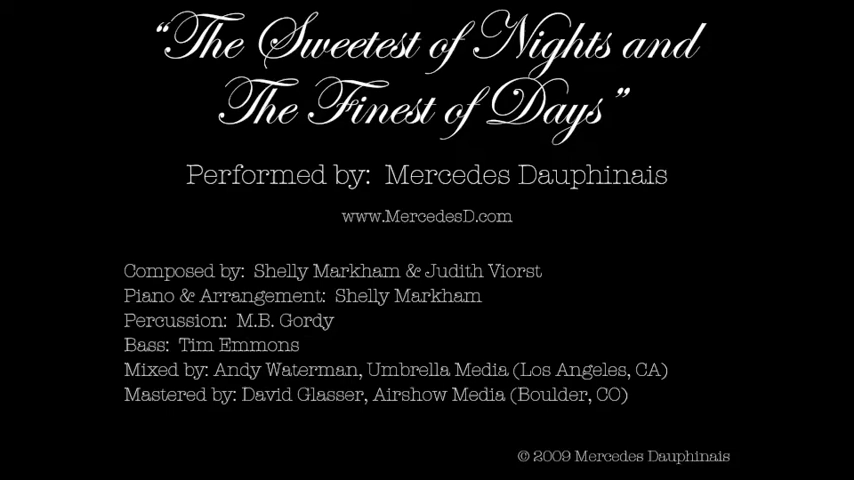 “The Sweetest of Nights and
The Finest of Days”
Performed by: Mercedes Dauphinais
www.MercedesD.com
Composed by: Shelly Markham & Judith Viorst
Piano & Arrangement: Shelly Markham
Percussion: M.B. Gordy
Bass: Tim Emmons
Mixed by: Andy Waterman, Umbrella Media (Los Angeles, CA)
Mastered by: David Glasser, Airshow Media (Boulder, CO)
© 2009 Mercedes Dauphinais